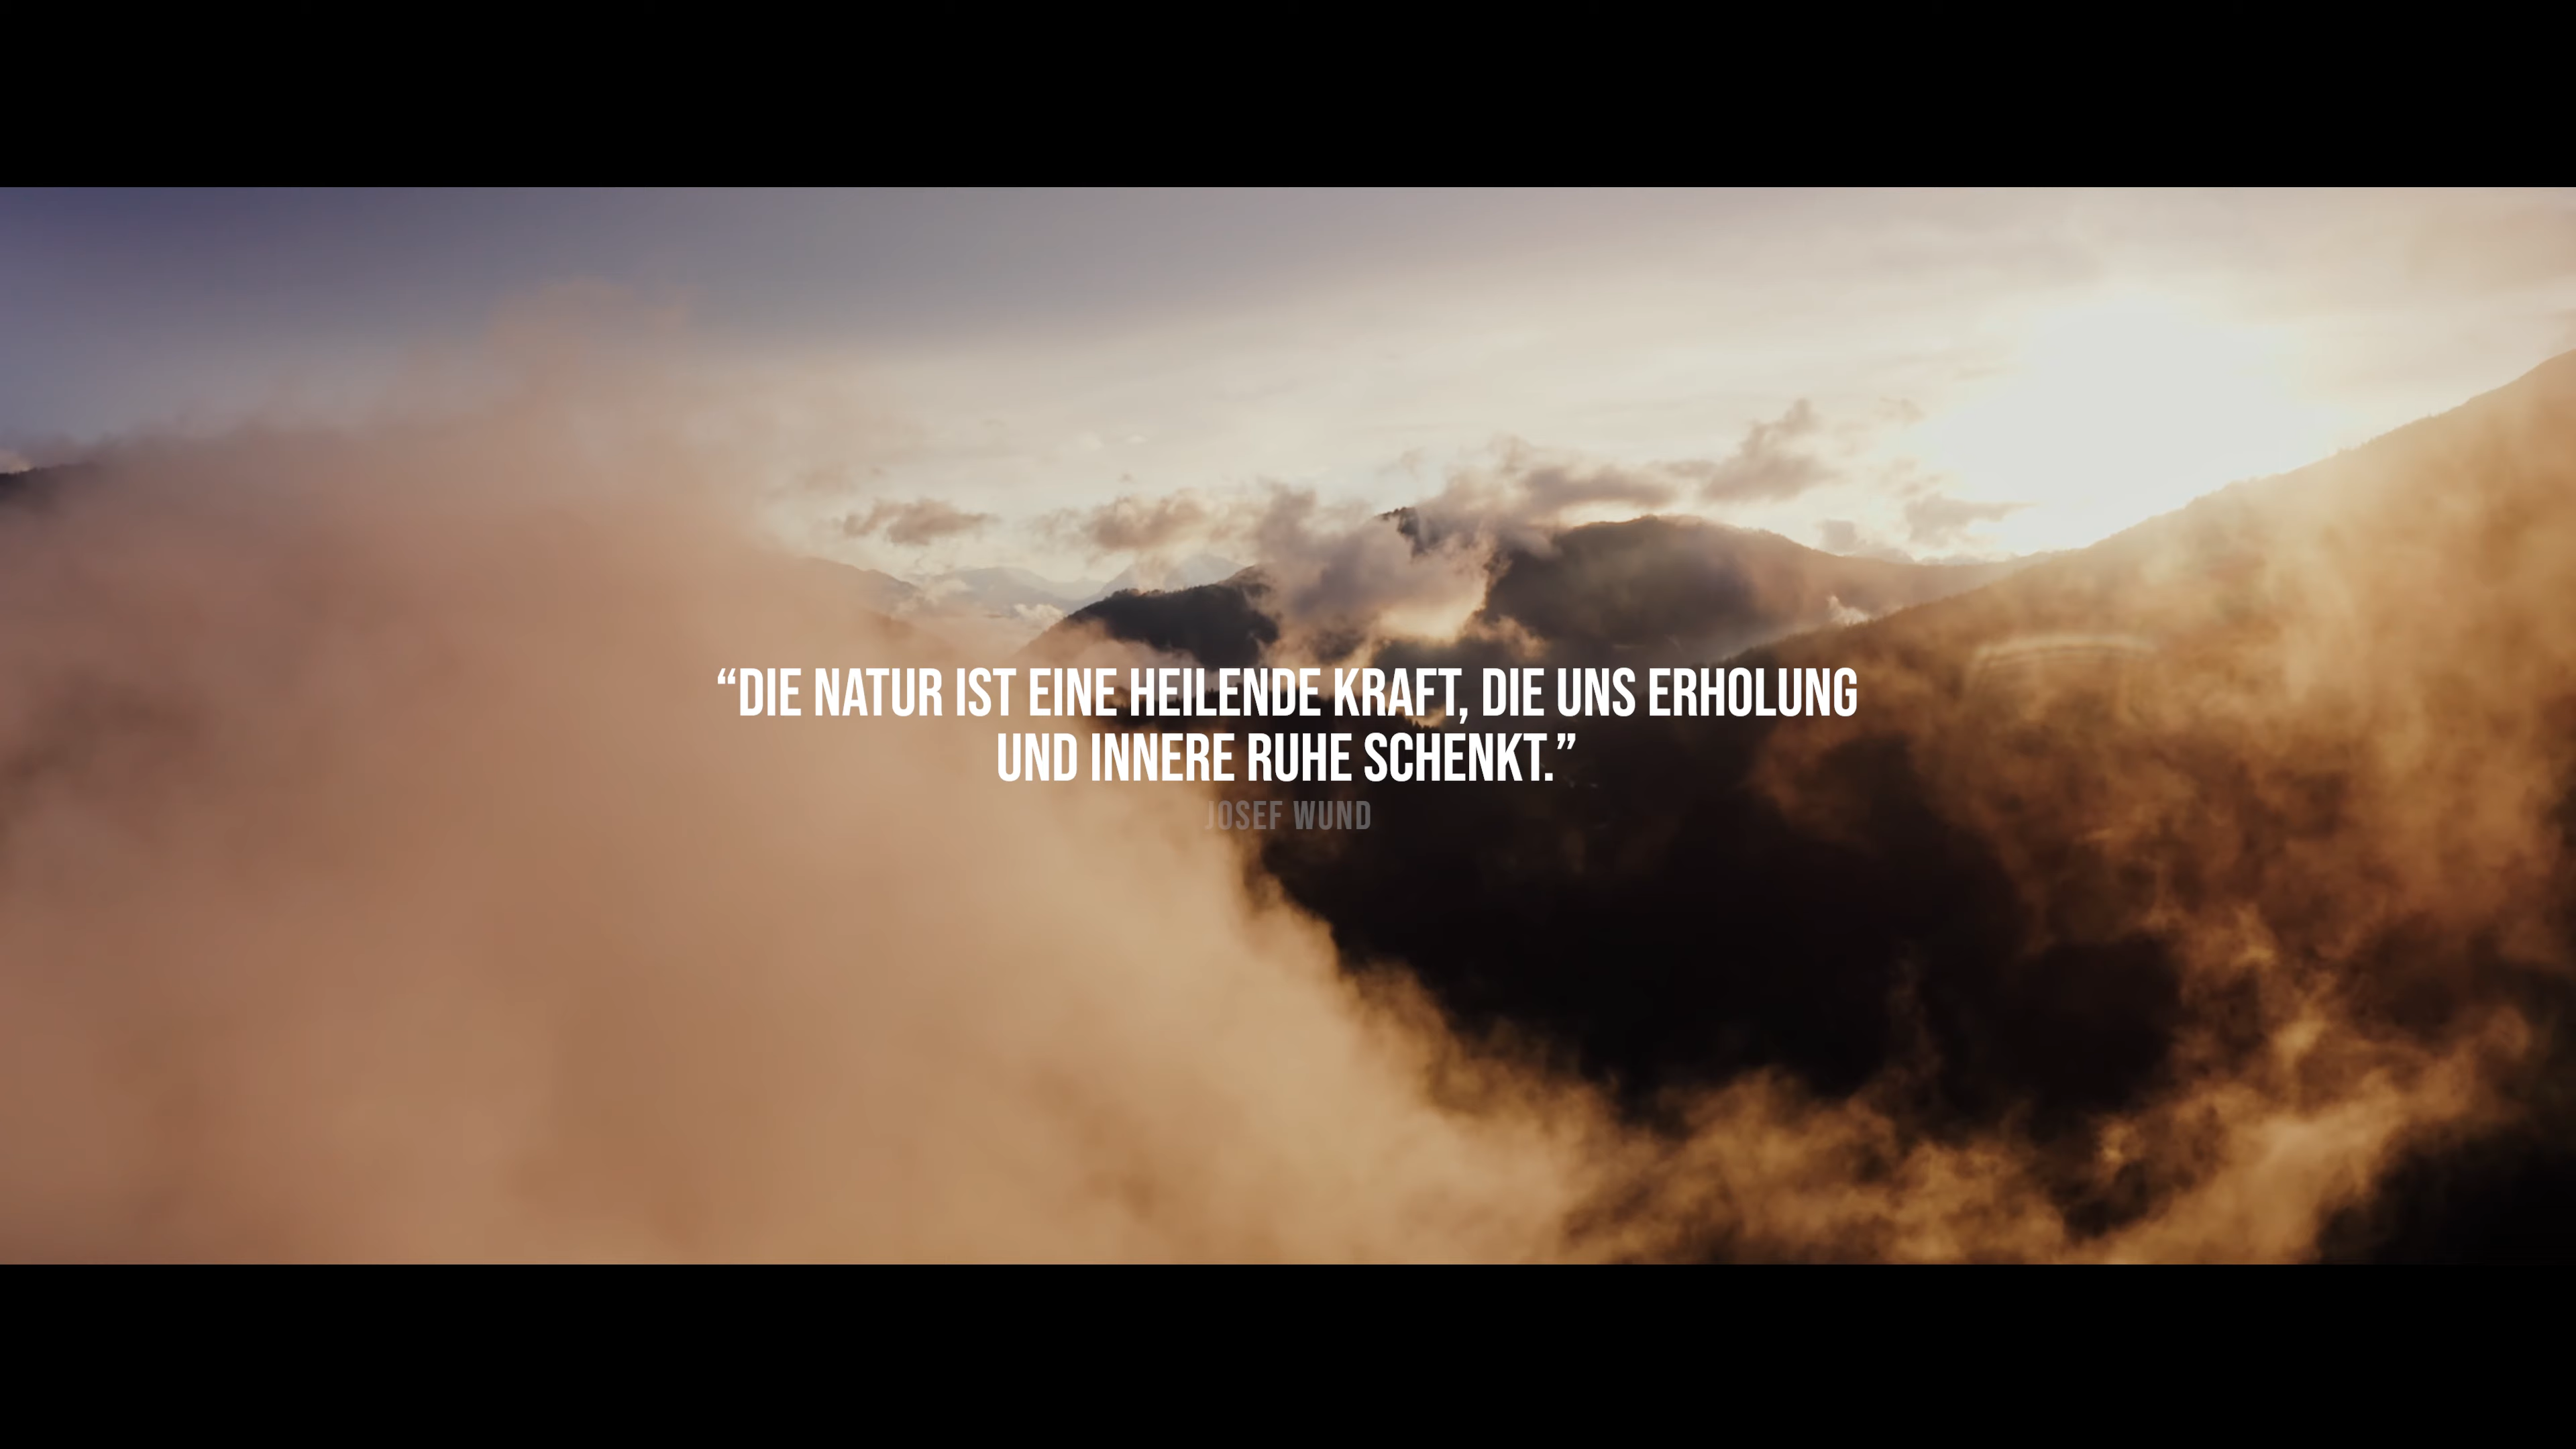 “DIE NATUR IST EINE HEILENDE KRAFT, DIE UNS ERHOLUNG
UND INNERE RUHE SCHENKT.”
JOSEF WUND